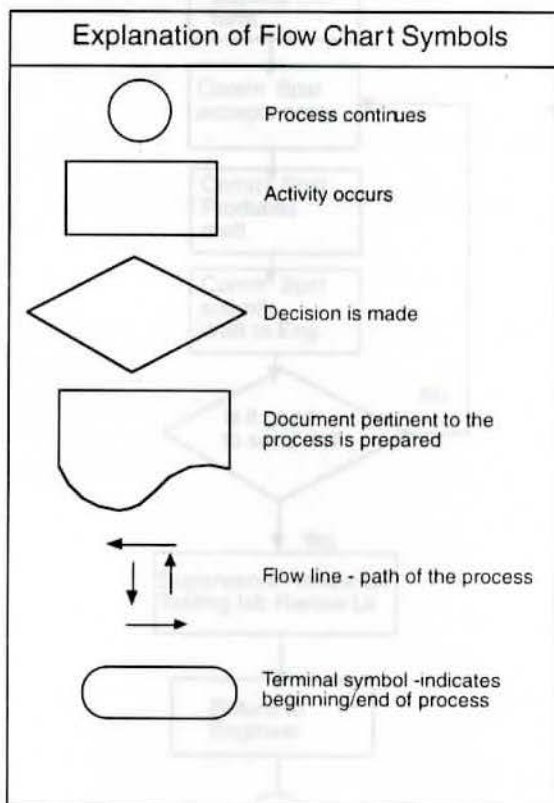 Explanation of Flow Chart Symbols
Process continues
Activity occurs
Decision is made
Document pertinent to the
process is prepared
Flow line - path of the process
Terminal symbol -indicates
beginning/end of process